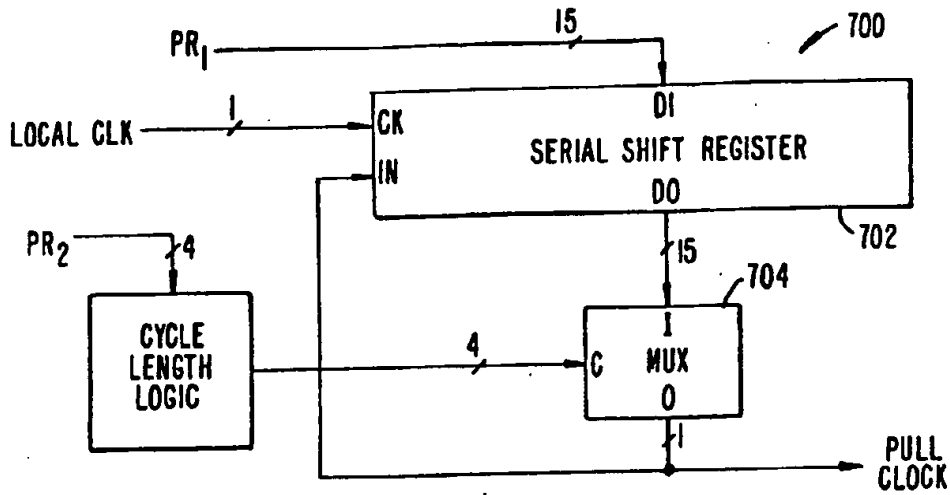 15
700
PR1
DI
1
LOCAL CLK
CK
SERIAL SHIFT REGISTER
IN
DO
702
PR2
4
15
704
CYCLE
LENGTH
LOGIC
4
I
C
MUX
O
1
PULL
CLOCK